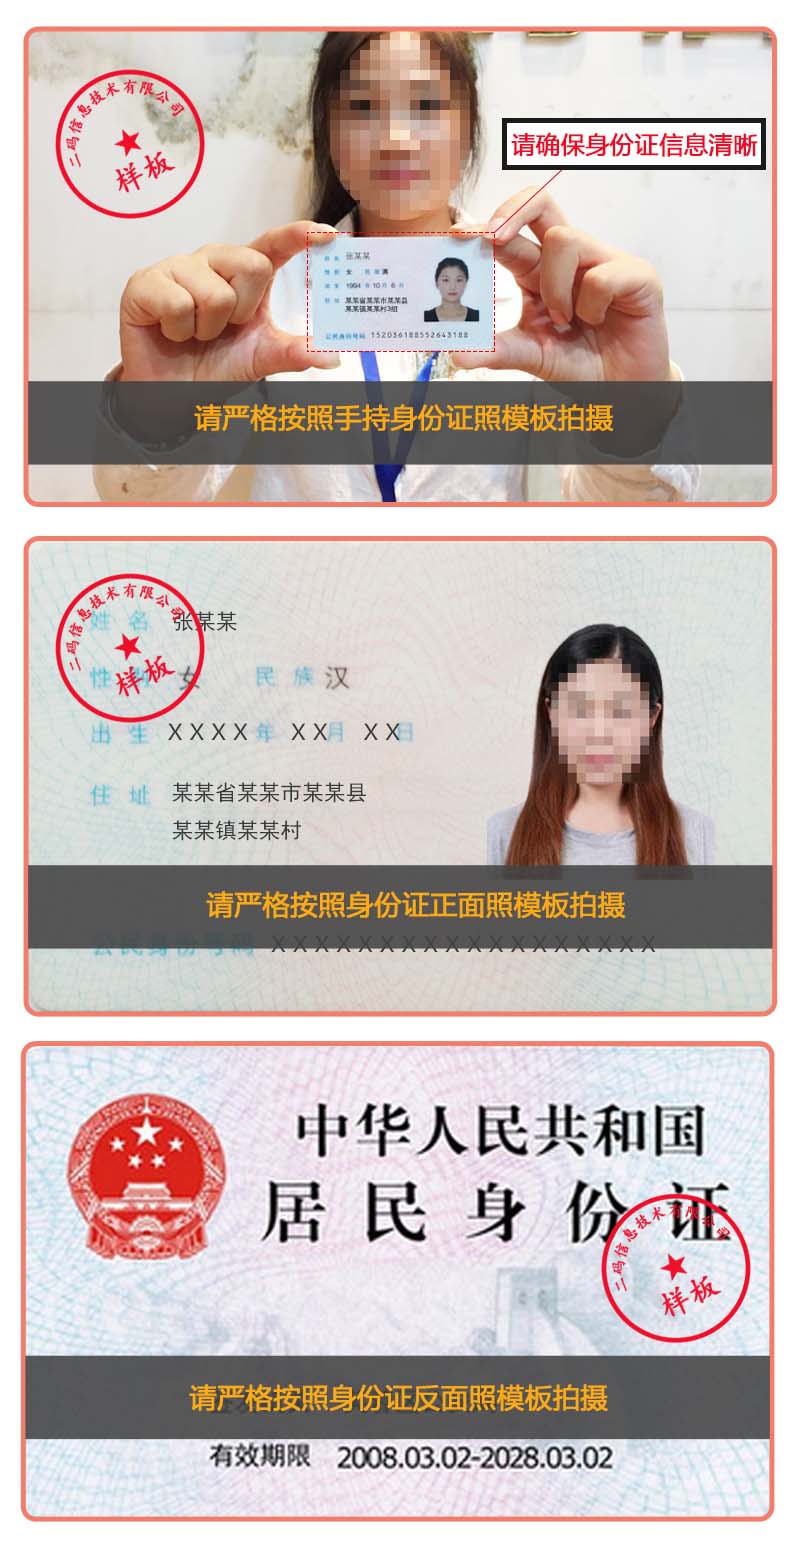 二码信息技术有限公司
样板
请确保身份证信息清晰
姓名 张某某
性别 女 民族 满
出生 1994 年 10 月 6 日
住址 某某省某某市某某县
某某镇某某村3组
公民身份号码 152036188552643188
请严格按照手持身份证照模板拍摄
二码信息技术有限公司
样板
姓名 张某某
性别 女 民族 汉
出生 XXXX 年 XX 月 XX 日
住址 某某省某某市某某县
某某镇某某村
请严格按照身份证正面照模板拍摄
公民身份号码 XXXXXXXXXXXXXXXXXX
中华人民共和国
居民身份证
二码信息技术有限公司
样板
请严格按照身份证反面照模板拍摄
有效期限 2008.03.02-2028.03.02